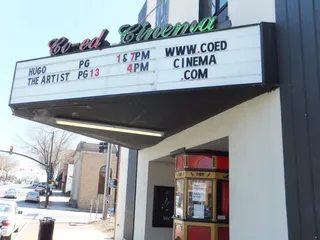 Co-ed Cinema
HUGO PG 1 & 7PM
THE ARTIST PG13 4PM
WWW.COED
CINEMA
.COM